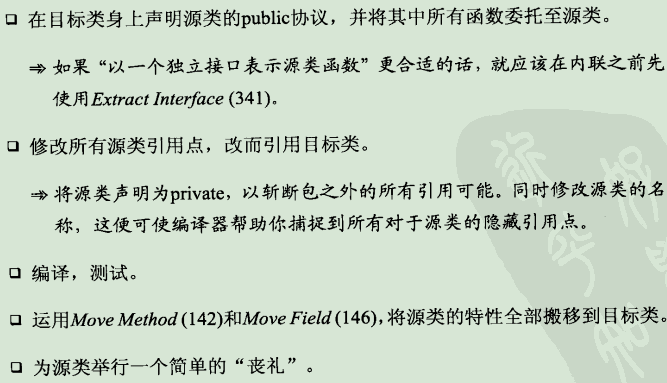 □ 在目标类身上声明源类的public协议，并将其中所有函数委托至源类。
⇒ 如果“以一个独立接口表示源类函数”更合适的话，就应该在内联之前先
使用Extract Interface (341)。
□ 修改所有源类引用点，改而引用目标类。
⇒ 将源类声明为private，以斩断包之外的所有引用可能。同时修改源类的名
称，这便可使编译器帮助你捕捉到所有对于源类的隐藏引用点。
□ 编译，测试。
□ 运用Move Method (142)和Move Field (146)，将源类的特性全部搬移到目标类。
□ 为源类举行一个简单的“丧礼”。